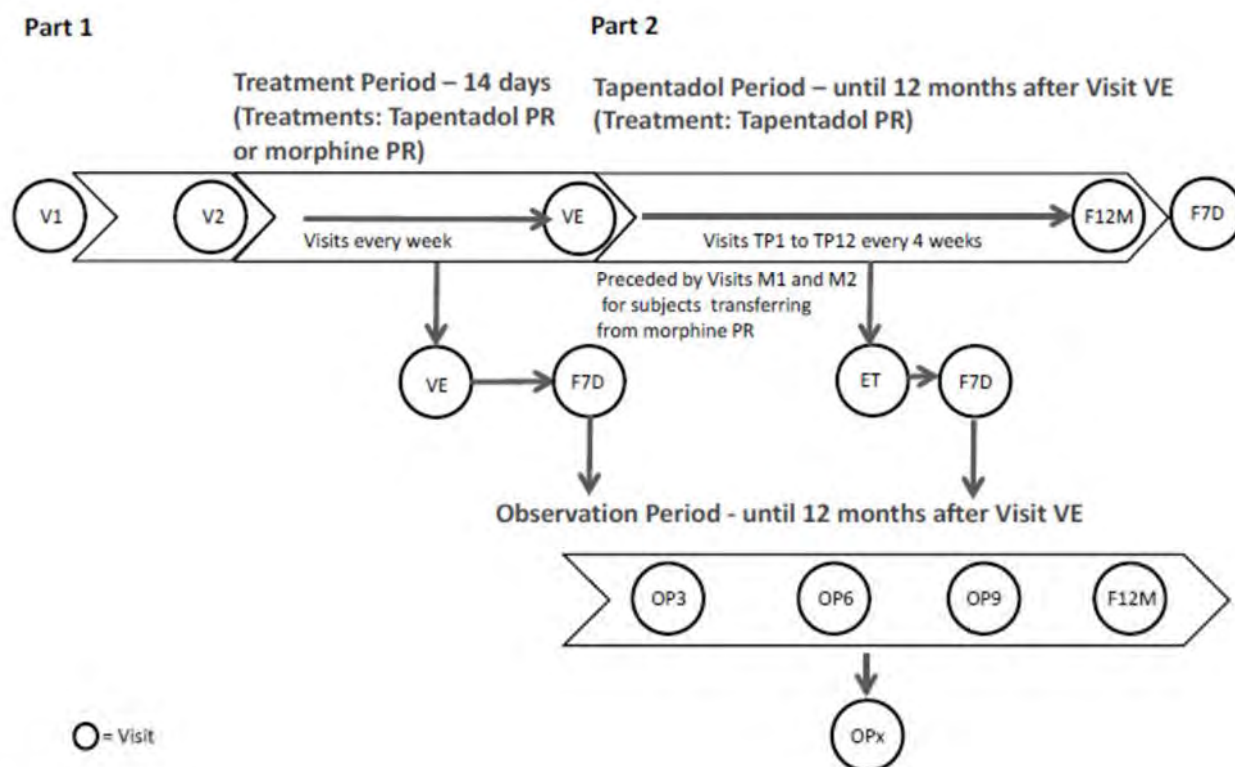 Part 1
Part 2
Treatment Period – 14 days
(Treatments: Tapentadol PR
or morphine PR)
Tapentadol Period – until 12 months after Visit VE
(Treatment: Tapentadol PR)
V1
V2
Visits every week
VE
Visits TP1 to TP12 every 4 weeks
F12M
F7D
Preceded by Visits M1 and M2
for subjects transferring
from morphine PR
VE
F7D
ET
F7D
Observation Period - until 12 months after Visit VE
OP3
OP6
OP9
F12M
OPx
= Visit